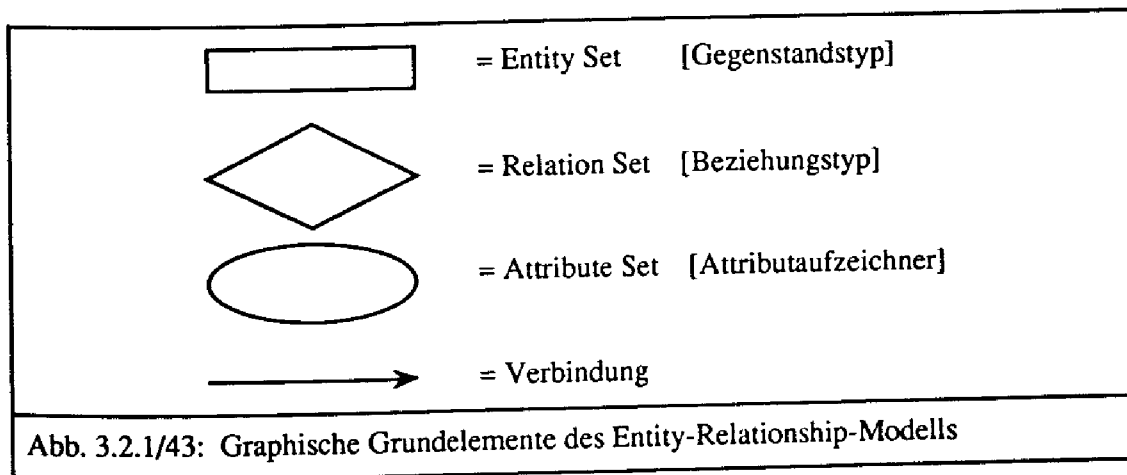 = Entity Set [Gegenstandstyp]
= Relation Set [Beziehungstyp]
= Attribute Set [Attributaufzeichner]
= Verbindung
Abb. 3.2.1/43: Graphische Grundelemente des Entity-Relationship-Modells